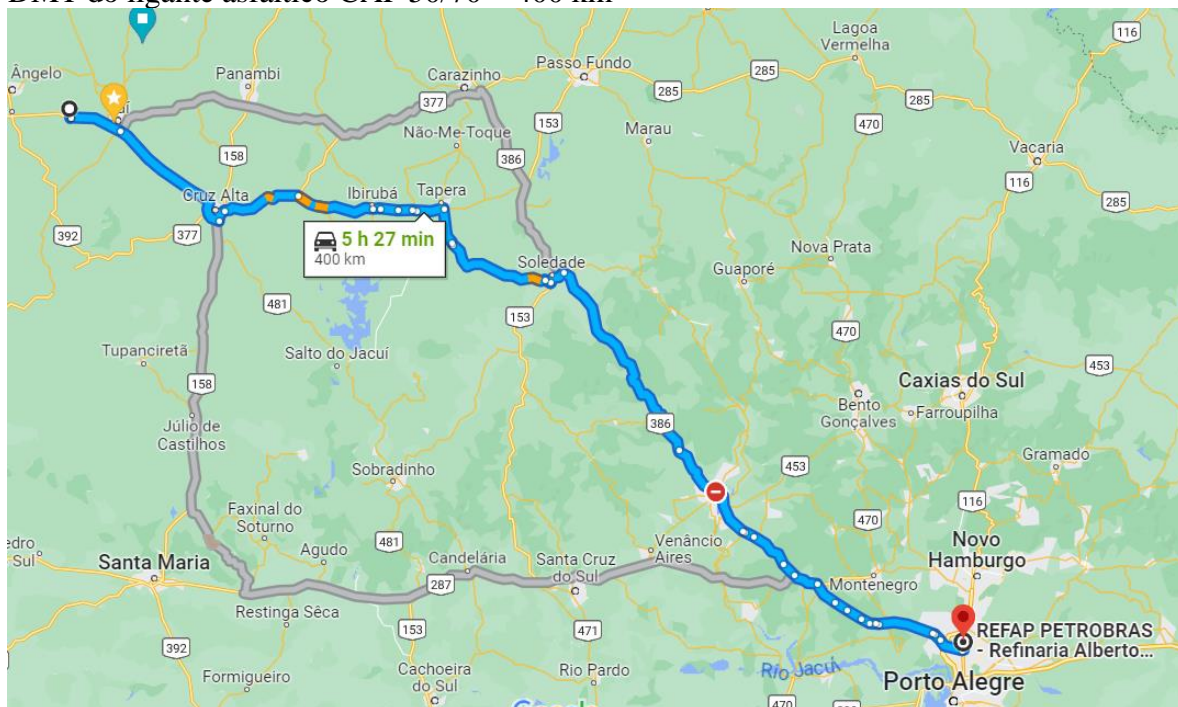 DMT do ligante asfáltico CAP 50/70 = 400 km
Lagoa
Vermelha
116
Ângelo
Panambi
Carazinho
Passo Fundo
285
285
377
470
285
Não-Me-Toque
153
Marau
158
386
Vacaria
116
285
Cruz Alta
Ibirubá
Tapera
392
377
5 h 27 min
400 km
Soledade
Nova Prata
Guaporé
481
153
470
Tupanciretã
Salto do Jacuí
453
158
Caxias do Sul
Bento
Gonçalves
Farroupilha
Júlio de
Castilhos
386
Gramado
Sobradinho
453
116
Faxinal do
Soturno
470
Novo
Hamburgo
Santa Maria
Agudo
481
Candelária
Santa Cruz
do Sul
Venâncio
Aires
287
Montenegro
Restinga Sêca
153
471
REFAP PETROBRAS
- Refinaria Alberto...
392
Formigueiro
Cachoeira
do Sul
Rio Pardo
Rio Jacuí
Porto Alegre
470